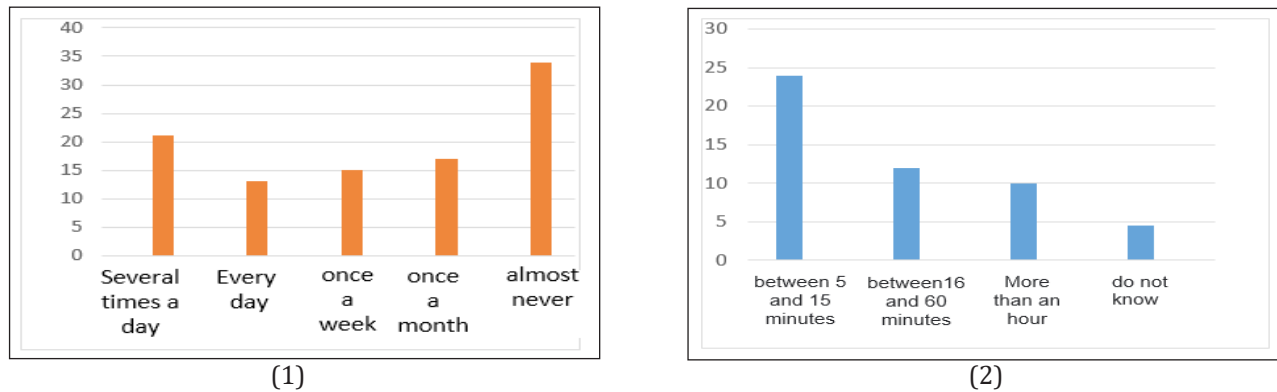 40
35
30
25
20
15
10
5
0
Several
times a
day
Every
day
once
a
week
once
a
month
almost
never
(1)
30
25
20
15
10
5
0
between 5
and 15
minutes
between16
and 60
minutes
More
than an
hour
do not
know
(2)